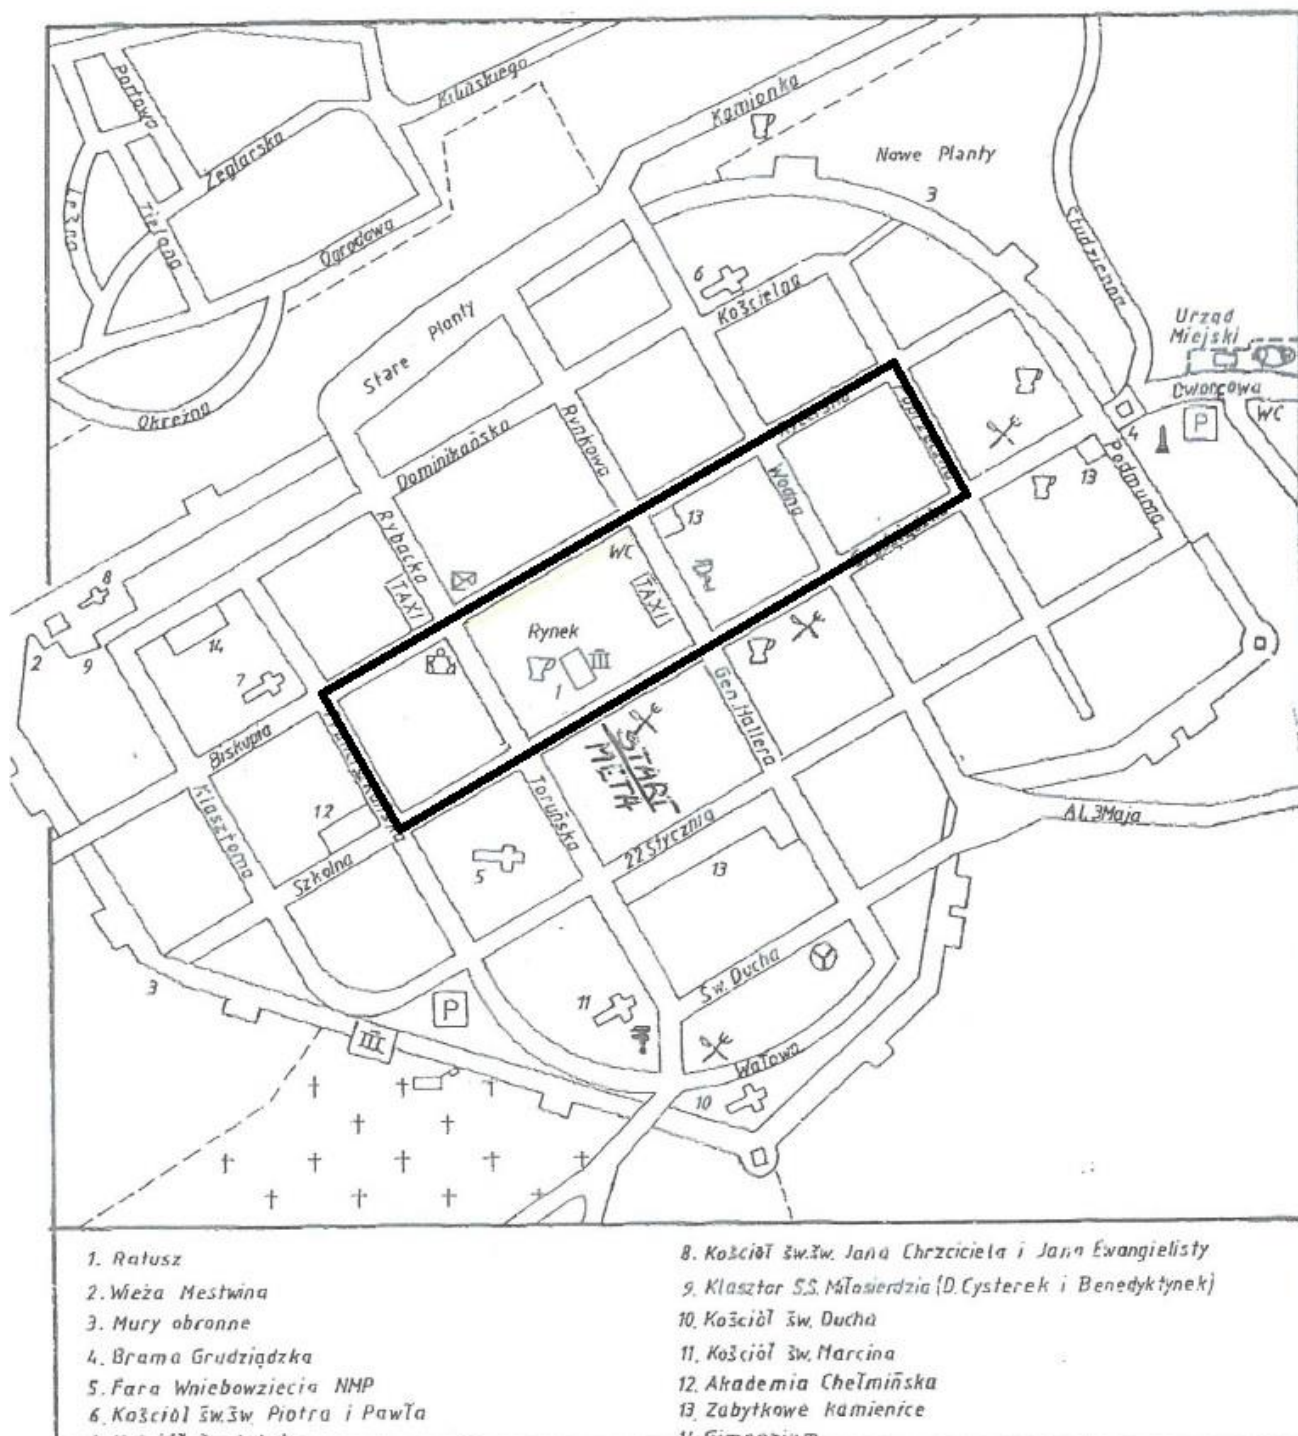 Portowa
Kilińskiego
Kamionka
Żeglarska
Nowe Planty
3
Leśna
Zielona
Ogrodowa
Studzienna
6
Kościelna
Stare Planty
Urząd
Miejski
Okrężna
Dworcowa
P
WC
4
Rynkowa
Dominikańska
Wodna
13
Podmurna
13
Rybacka
WC
TAXI
TAXI
8
Rynek
14
2
9
7
1
Gen. Hallera
Biskupia
START
META
Toruńska
Klasztorna
12
Al. 3 Maja
22 Stycznia
Szkolna
5
13
Św. Ducha
3
P
11
Wałowa
10
1. Ratusz
2. Wieża Mestwina
3. Mury obronne
4. Brama Grudziądzka
5. Fara Wniebowzięcia NMP
6. Kościół św.św. Piotra i Pawła
8. Kościół św.św. Jana Chrzciciela i Jana Ewangelisty
9. Klasztor S.S. Miłosierdzia (D. Cysterek i Benedyktynek)
10. Kościół św. Ducha
11. Kościół św. Marcina
12. Akademia Chełmińska
13. Zabytkowe kamienice